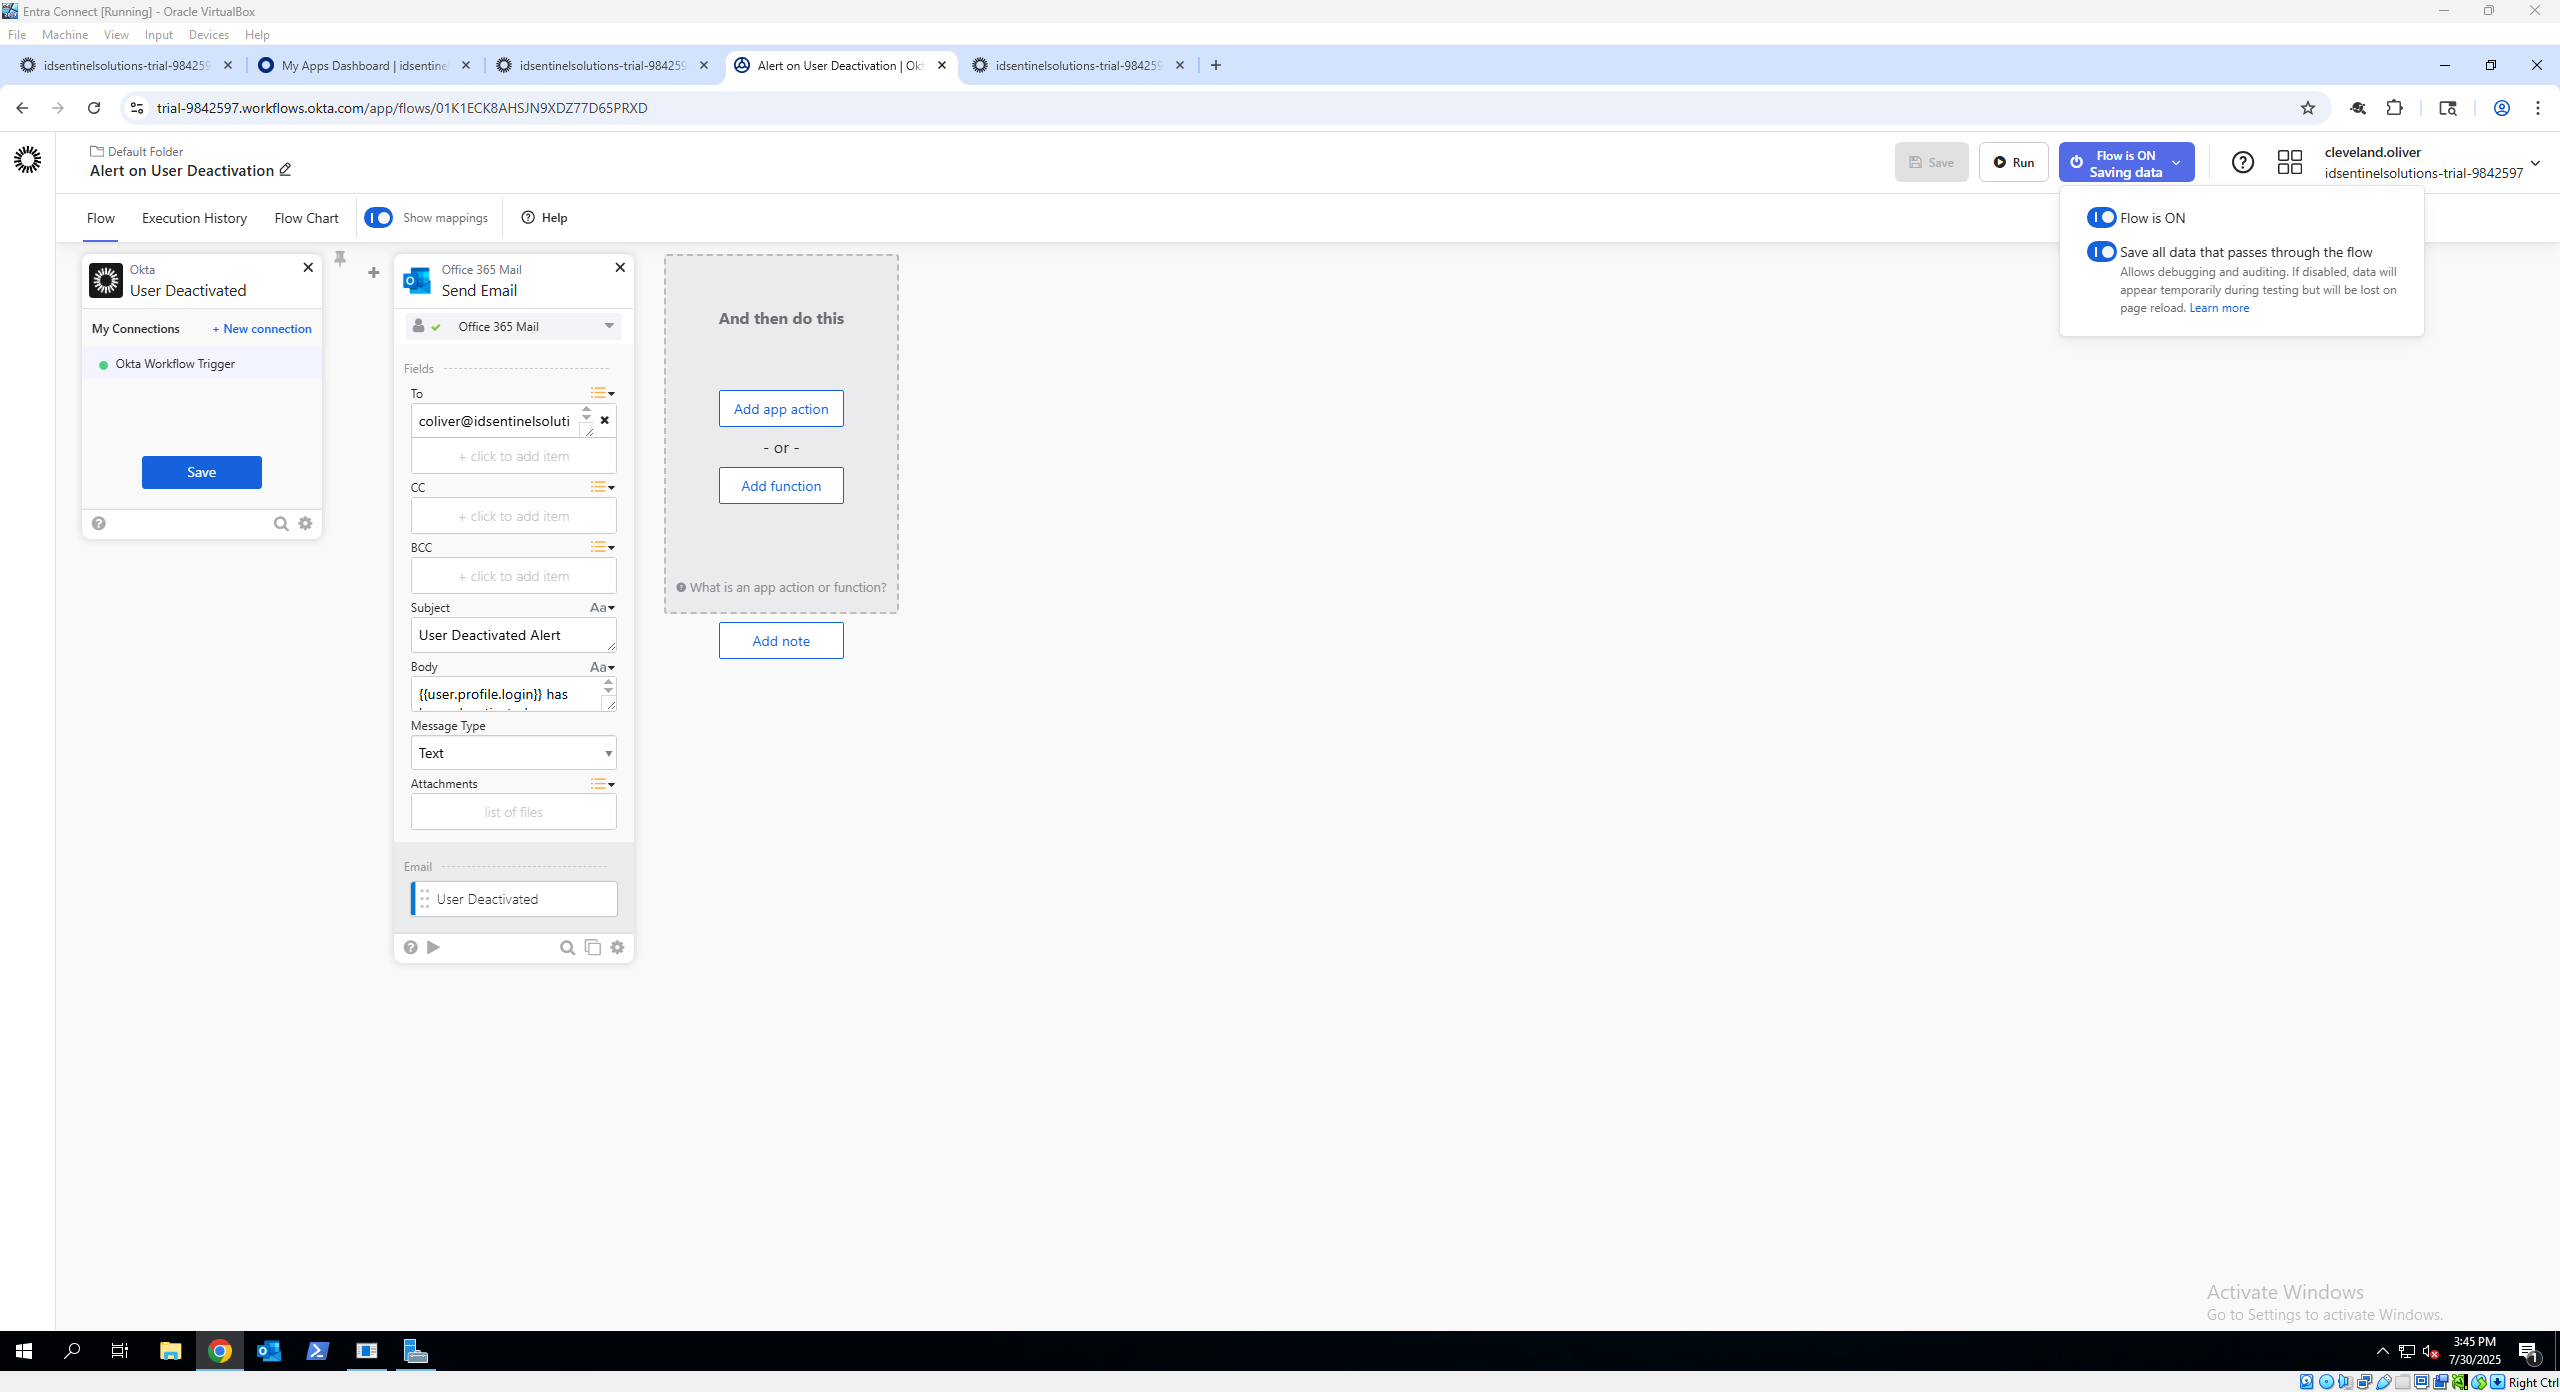 Entra Connect [Running] - Oracle VirtualBox
File Machine View Input Devices Help
idsentinelsolutions-trial-984259
My Apps Dashboard | idsentinel
idsentinelsolutions-trial-984259
Alert on User Deactivation | Okt
idsentinelsolutions-trial-984259
trial-9842597.workflows.okta.com/app/flows/01K1ECK8AHSJN9XDZ77D65PRXD
Default Folder
Alert on User Deactivation
Save
Run
Flow is ON
Saving data
cleveland.oliver
idsentinelsolutions-trial-9842597
Flow
Execution History
Flow Chart
Show mappings
Help
Flow is ON
Save all data that passes through the flow
Allows debugging and auditing. If disabled, data will
appear temporarily during testing but will be lost on
page reload. Learn more
Okta
User Deactivated
My Connections
+ New connection
Okta Workflow Trigger
Save
Office 365 Mail
Send Email
Office 365 Mail
Fields
To
coliver@idsentinelsoluti
+ click to add item
CC
+ click to add item
BCC
+ click to add item
Subject
Aa
User Deactivated Alert
Body
Aa
{{user.profile.login}} has
Message Type
Text
Attachments
list of files
Email
User Deactivated
And then do this
Add app action
- or -
Add function
What is an app action or function?
Add note
Activate Windows
Go to Settings to activate Windows.
3:45 PM
7/30/2025
1
Right Ctrl